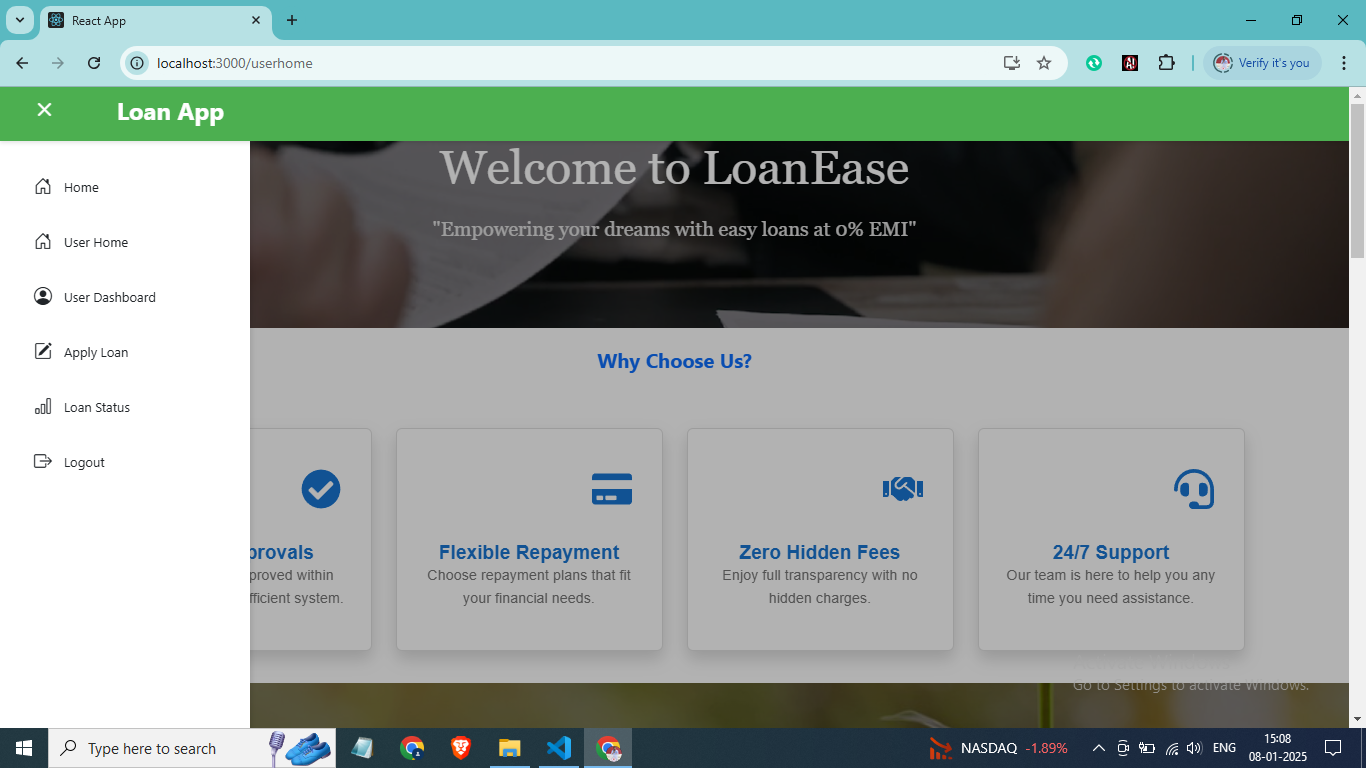 React App
localhost:3000/userhome
Verify it's you
Loan App
Home
User Home
User Dashboard
Apply Loan
Loan Status
Logout
Welcome to LoanEase
"Empowering your dreams with easy loans at 0% EMI"
Why Choose Us?
provals
proved within
fficient system.
Flexible Repayment
Choose repayment plans that fit
your financial needs.
Zero Hidden Fees
Enjoy full transparency with no
hidden charges.
24/7 Support
Our team is here to help you any
time you need assistance.
Go to Settings to activate Windows.
Type here to search
NASDAQ -1.89%
ENG
15:08
08-01-2025